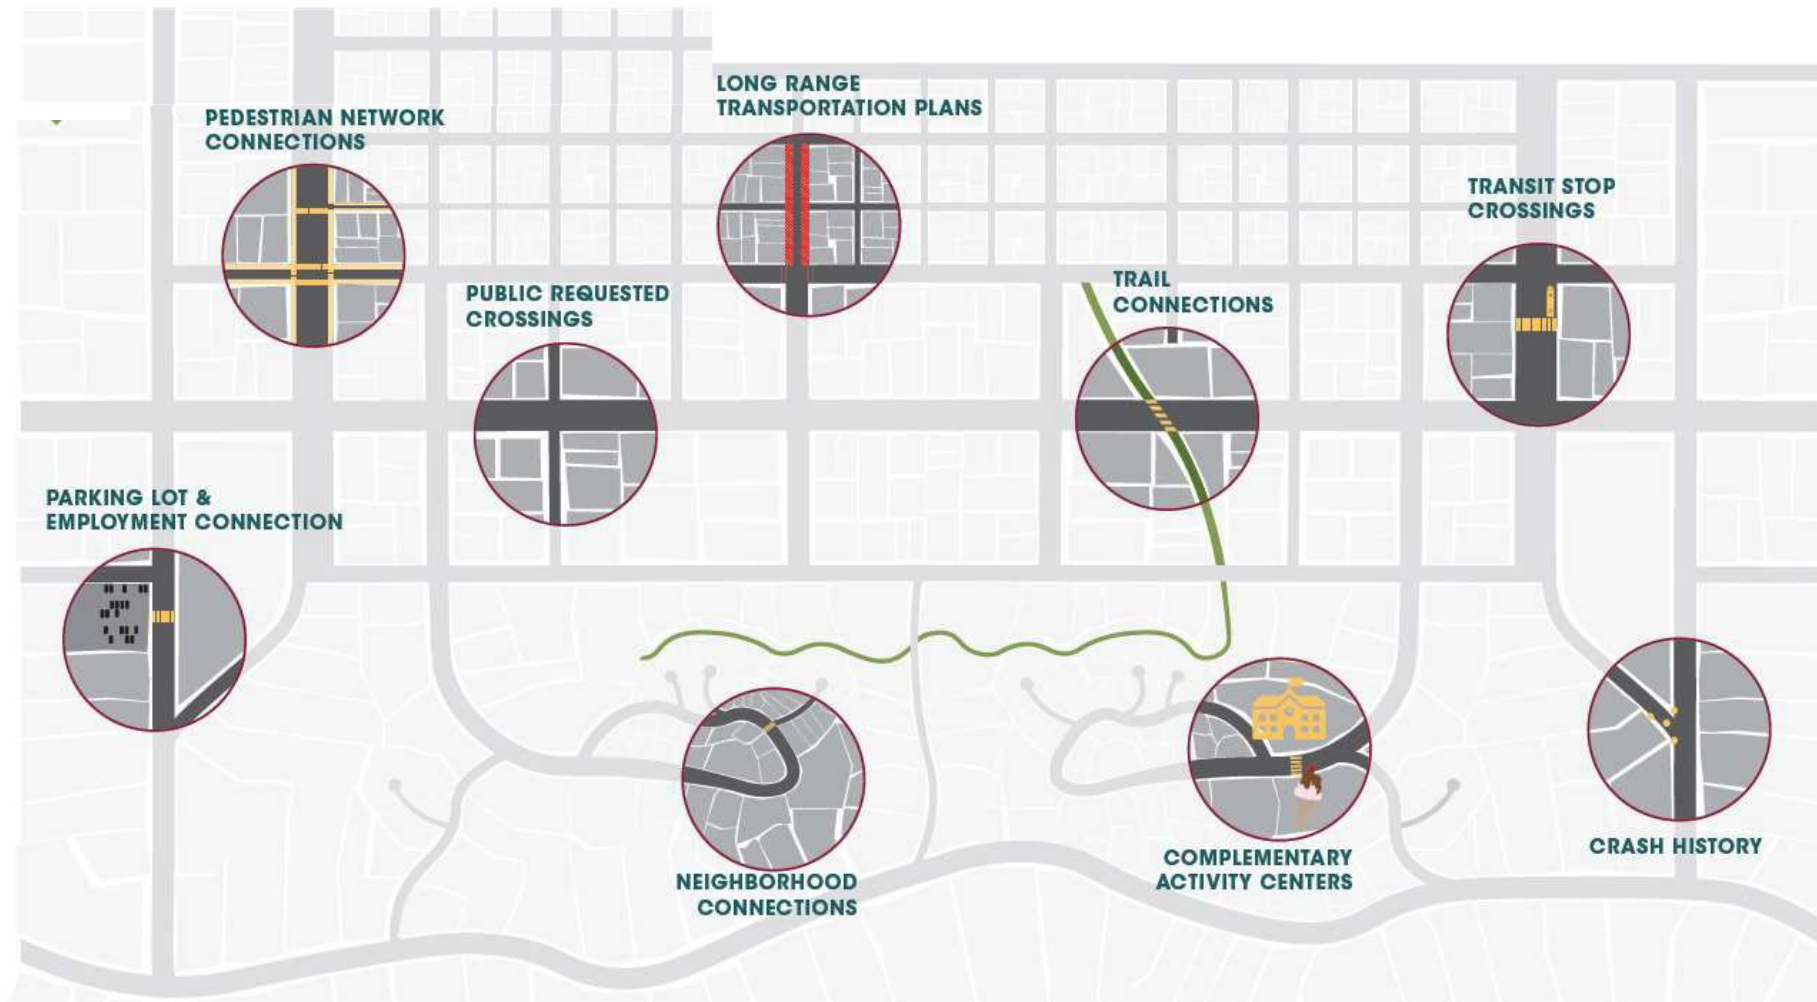 LONG RANGE
TRANSPORTATION PLANS
PEDESTRIAN NETWORK
CONNECTIONS
TRANSIT STOP
CROSSINGS
PUBLIC REQUESTED
CROSSINGS
TRAIL
CONNECTIONS
PARKING LOT &
EMPLOYMENT CONNECTION
NEIGHBORHOOD
CONNECTIONS
COMPLEMENTARY
ACTIVITY CENTERS
CRASH HISTORY